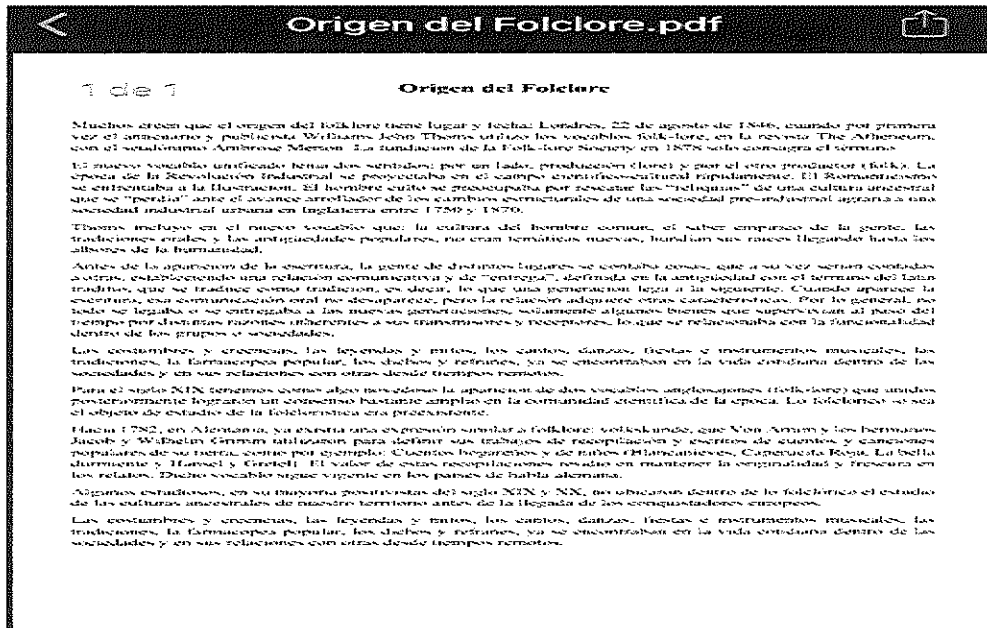 Origen del Folclore.pdf
1 de 1
Origen del Folclore
Muchos creen que el origen del folklore tiene lugar y fecha: Londres, 22 de agosto de 1846, cuando por primera
vez el anticuario y publicista Williams John Thoms utilizó los vocablos folk-lore, en la revista The Atheneum,
con el seudónimo Ambrose Merton. La fundación de la Folk-lore Society en 1878 solo consagra el término.
El nuevo vocablo unificado tenía dos sentidos: por un lado, producción (lore) y por el otro productor (folk). La
época de la Revolución Industrial se proyectaba en el campo científico-cultural rápidamente. El Romanticismo
se enfrentaba a la Ilustración. El hombre culto se preocupaba por rescatar las "reliquias" de una cultura ancestral
que se "perdía" ante el avance arrollador de los cambios estructurales de una sociedad pre-industrial agraria a una
sociedad industrial urbana en Inglaterra entre 1750 y 1870.
Thoms incluyo en el nuevo vocablo que: la cultura del hombre común, el saber empírico de la gente, las
tradiciones orales y las antigüedades populares, no eran temáticas nuevas, hundían sus raíces llegando hasta los
albores de la humanidad.
Antes de la aparición de la escritura, la gente de distintos lugares se contaba cosas, que a su vez serían contadas
a otras, estableciendo una relación comunicativa y de "entrega", definida en la antigüedad con el término del latín
traditus, que se traduce como tradición, es decir, lo que una generación lega a la siguiente. Cuando aparece la
escritura, esa comunicación oral no desaparece, pero la relación adquiere otras características. Por lo general, no
todo se legaba o se entregaba a las nuevas generaciones, solamente algunos bienes que supervivían al paso del
tiempo por distintas razones inherentes a sus transmisores y receptores, lo que se relacionaba con la funcionalidad
dentro de los grupos o sociedades.
Las costumbres y creencias, las leyendas y mitos, los cantos, danzas, fiestas e instrumentos musicales, las
tradiciones, la farmacopea popular, los dichos y refranes, ya se encontraban en la vida cotidiana dentro de las
sociedades y en sus relaciones con otras desde tiempos remotos.
Para el siglo XIX tenemos como algo novedoso la aparición de dos vocablos anglosajones (folk-lore) que unidos
posteriormente lograron un consenso bastante amplio en la comunidad científica de la época. Lo folclórico o sea
el objeto de estudio de la folclorística era preexistente.
Hacia 1782, en Alemania, ya existía una expresión similar a folklore: volkskunde, que Von Arnim y los hermanos
Jacob y Wilhelm Grimm utilizaron para definir sus trabajos de recopilación y escritos de cuentos y canciones
populares de su tierra, como por ejemplo: Cuentos hogareños y de niños (Blancanieves, Caperucita Roja, La bella
durmiente y Hansel y Gretel). El valor de estas recopilaciones residió en mantener la originalidad y frescura en
los relatos. Dicho vocablo sigue vigente en los países de habla alemana.
Algunos estudiosos, en su mayoría positivistas del siglo XIX y XX, no ubicaron dentro de lo folclórico el estudio
de las culturas ancestrales de nuestro territorio antes de la llegada de los conquistadores europeos.
Las costumbres y creencias, las leyendas y mitos, los cantos, danzas, fiestas e instrumentos musicales, las
tradiciones, la farmacopea popular, los dichos y refranes, ya se encontraban en la vida cotidiana dentro de las
sociedades y en sus relaciones con otras desde tiempos remotos.